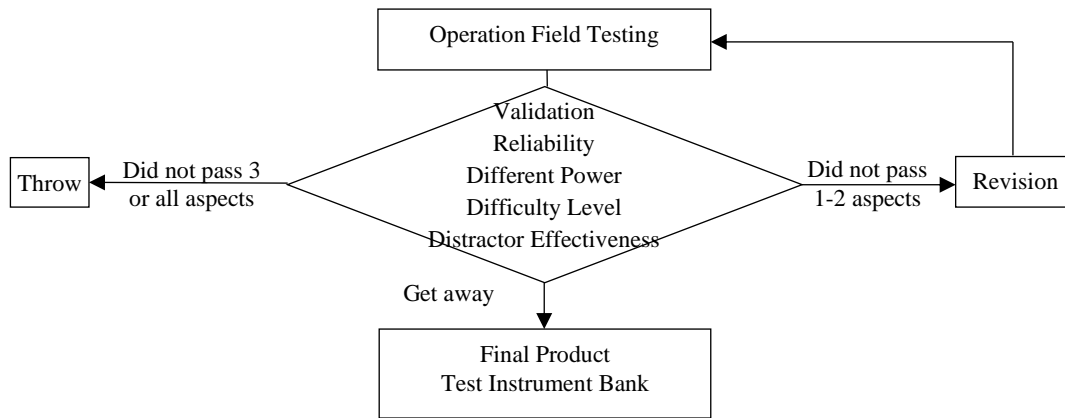 Operation Field Testing
Validation
Reliability
Different Power
Difficulty Level
Distractor Effectiveness
Throw
Did not pass 3
or all aspects
Did not pass
1-2 aspects
Revision
Get away
Final Product
Test Instrument Bank